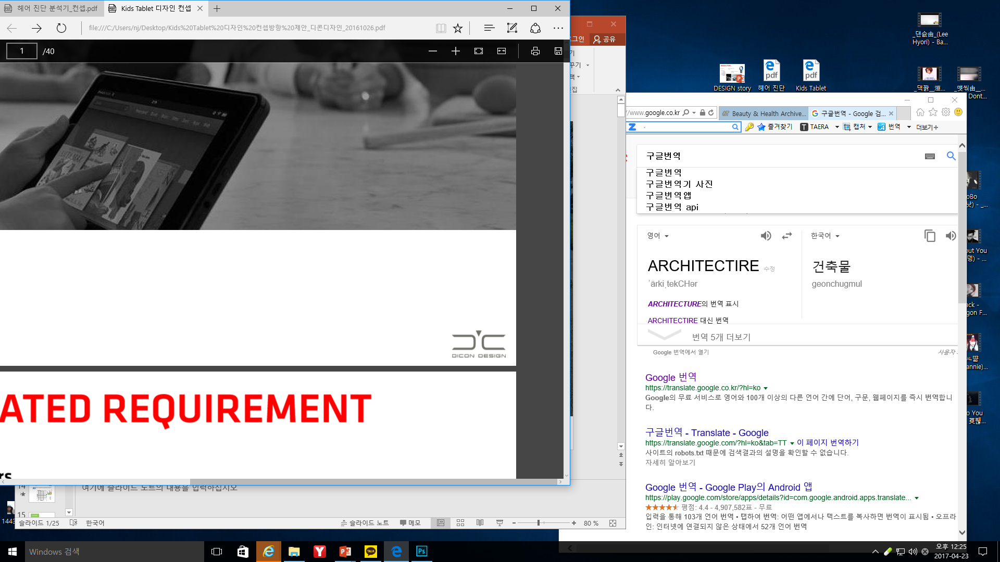 헤어 진단 분석기_컨셉.pdf
Kids Tablet 디자인 컨셉
file:///C:/Users/nj/Desktop/Kids%20Tablet%20디자인%20컨셉방향%20제안_디콘디자인_20161026.pdf
1 /40
DICON DESIGN
ATED REQUIREMENT
rs
로그인
공유
기
꾸기
택
집
14
여기에 슬라이드 노트의 내용을 입력하십시오
15
슬라이드 1/25
한국어
슬라이드 노트
메모
80 %
DESIGN story
헤어 진단
Kids Tablet
(Lee
Hyori) - Ba...
Dont...
//www.google.co.kr
Beauty & Health Archive...
구글번역 - Google 검...
즐겨찾기
TAERA
캡처
번역
더보기+
구글번역
구글번역
구글번역기 사진
구글번역앱
구글번역 api
영어
한국어
ARCHITECTIRE 수정
ˈärkiˌtekCHər
건축물
geonchugmul
ARCHITECTURE의 번역 표시
ARCHITECTIRE 대신 번역
번역 5개 더보기
Google 번역에서 열기
사용자
Google 번역
https://translate.google.co.kr/?hl=ko
Google의 무료 서비스로 영어와 100개 이상의 다른 언어 간에 단어, 구문, 웹페이지를 즉시 번역합니
다.
구글번역 - Translate - Google
https://translate.google.com/?hl=ko&tab=TT 이 페이지 번역하기
사이트의 robots.txt 때문에 검색결과의 설명을 확인할 수 없습니다.
자세히 알아보기
Google 번역 - Google Play의 Android 앱
https://play.google.com/store/apps/details?id=com.google.android.apps.translate...
평점: 4.4 - 4,907,582표 - 무료
입력을 통해 103개 언어 번역 • 탭하여 번역: 어떤 앱에서나 텍스트를 복사하면 번역이 표시됨 • 오프라
인: 인터넷에 연결되지 않은 상태에서 52개 언어 번역
Windows 검색
TALK
Ps
오후 12:25
2017-04-23